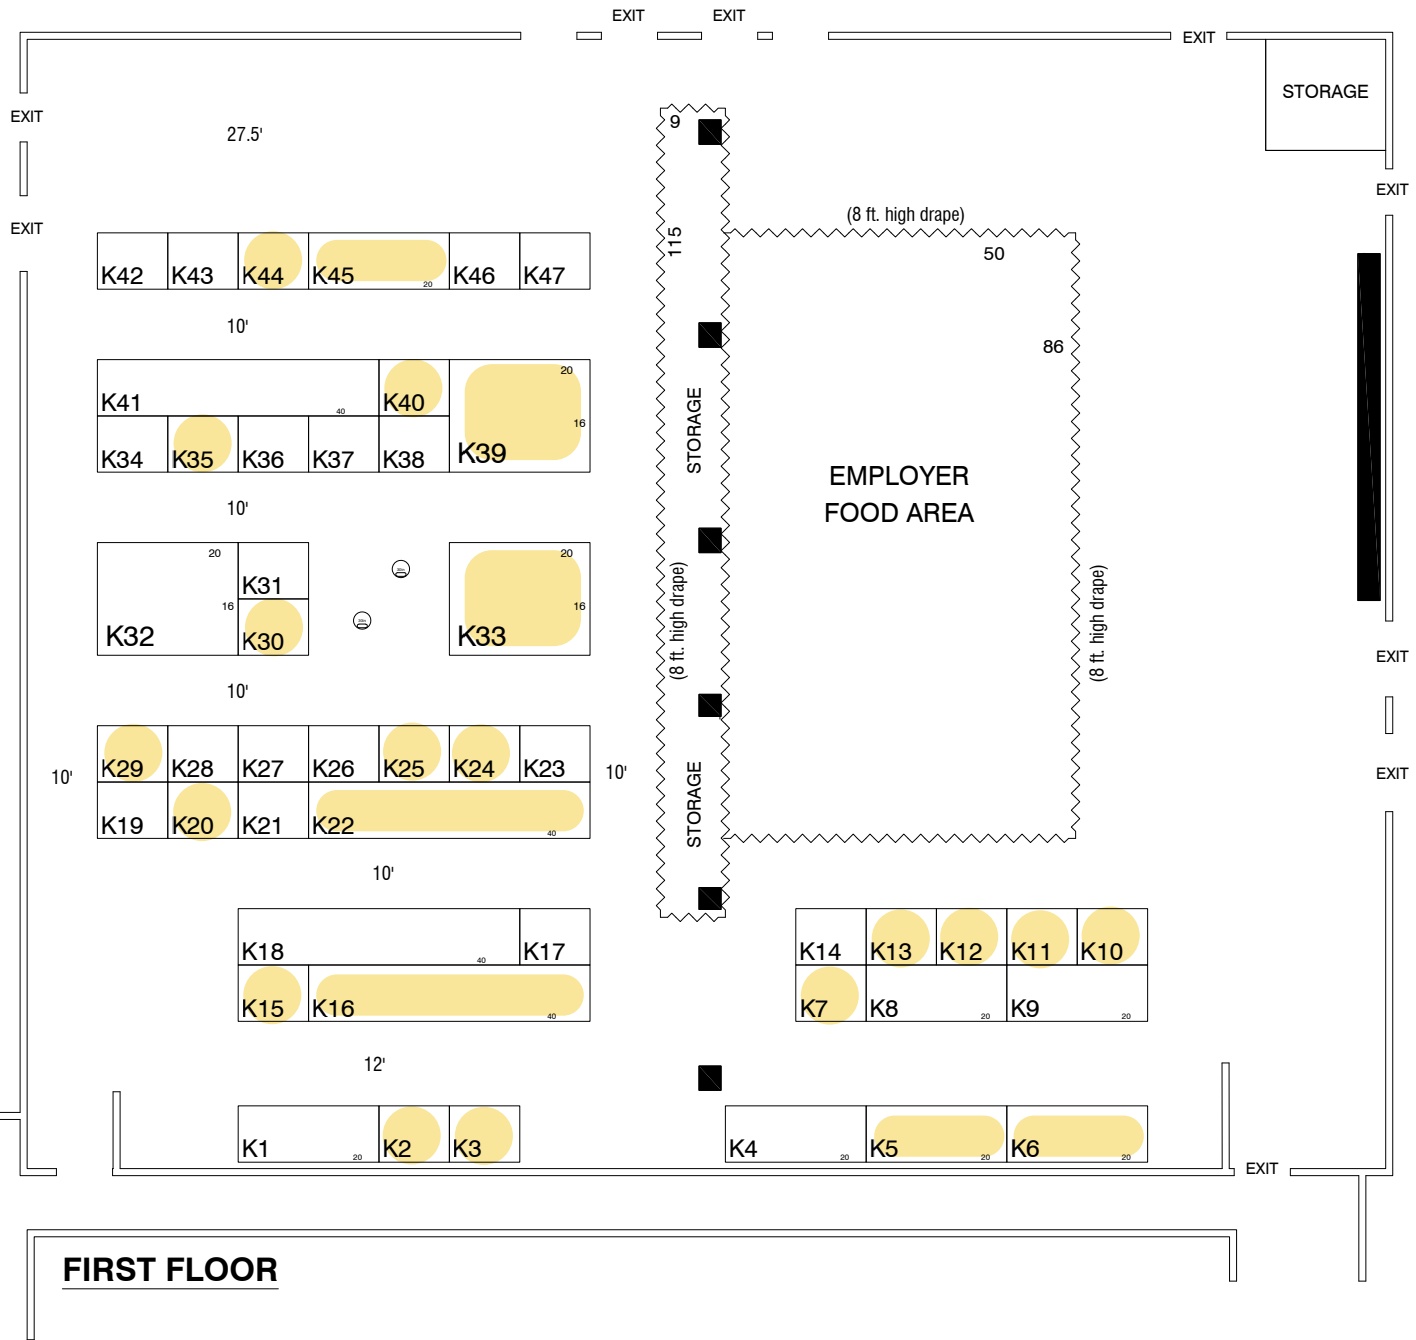 EXIT EXIT
EXIT
STORAGE
EXIT
27.5'
9
EXIT
(8 ft. high drape)
EXIT
115
50
K42 K43 K44 K45 20 K46 K47
10'
86
20
K41 40 K40
16
STORAGE
K34 K35 K36 K37 K38 K39
EMPLOYER
FOOD AREA
10'
20 K31 20
16 16
K32 K30 K33
(8 ft. high drape)
(8 ft. high drape)
EXIT
10'
K29 K28 K27 K26 K25 K24 K23
10' 10'
EXIT
STORAGE
K19 K20 K21 K22 40
10'
K18 40 K17
K14 K13 K12 K11 K10
K15 K16 40
K7 K8 20 K9 20
12'
K1 20 K2 K3
K4 20 K5 20 K6 20
EXIT
FIRST FLOOR